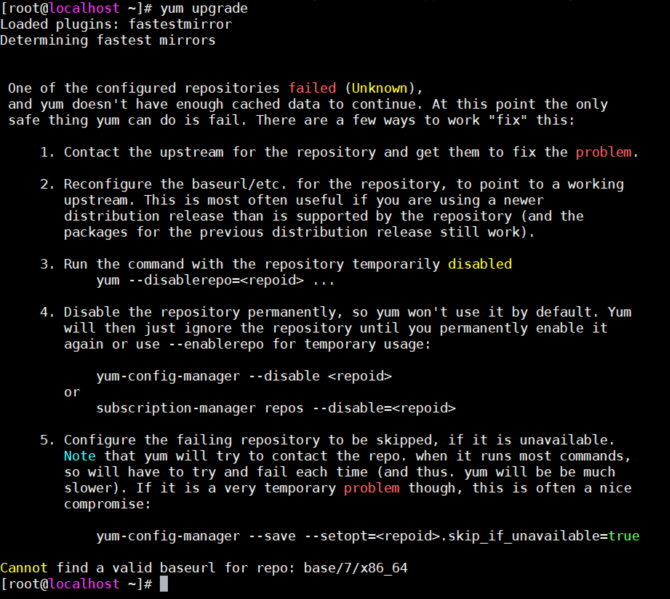 [root@localhost ~]# yum upgrade
Loaded plugins: fastestmirror
Determining fastest mirrors
One of the configured repositories failed (Unknown),
and yum doesn't have enough cached data to continue. At this point the only
safe thing yum can do is fail. There are a few ways to work "fix" this:
1. Contact the upstream for the repository and get them to fix the problem.
2. Reconfigure the baseurl/etc. for the repository, to point to a working
upstream. This is most often useful if you are using a newer
distribution release than is supported by the repository (and the
packages for the previous distribution release still work).
3. Run the command with the repository temporarily disabled
yum --disablerepo=<repoid> ...
4. Disable the repository permanently, so yum won't use it by default. Yum
will then just ignore the repository until you permanently enable it
again or use --enablerepo for temporary usage:
yum-config-manager --disable <repoid>
or
subscription-manager repos --disable=<repoid>
5. Configure the failing repository to be skipped, if it is unavailable.
Note that yum will try to contact the repo. when it runs most commands,
so will have to try and fail each time (and thus. yum will be be much
slower). If it is a very temporary problem though, this is often a nice
compromise:
yum-config-manager --save --setopt=<repoid>.skip_if_unavailable=true
Cannot find a valid baseurl for repo: base/7/x86_64
[root@localhost ~]#